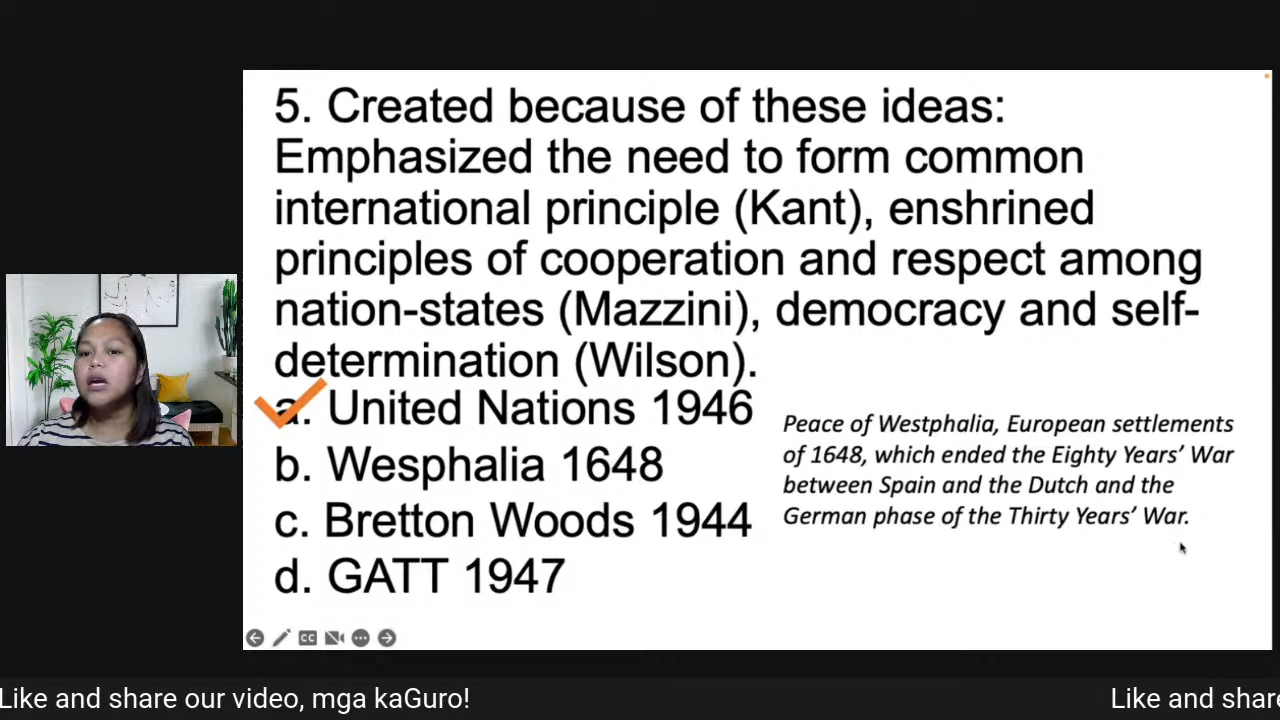 5. Created because of these ideas:
Emphasized the need to form common
international principle (Kant), enshrined
principles of cooperation and respect among
nation-states (Mazzini), democracy and self-
determination (Wilson).
a. United Nations 1946
b. Wesphalia 1648
c. Bretton Woods 1944
d. GATT 1947
Peace of Westphalia, European settlements
of 1648, which ended the Eighty Years’ War
between Spain and the Dutch and the
German phase of the Thirty Years’ War.
CC
Like and share our video, mga kaGuro!
Like and share